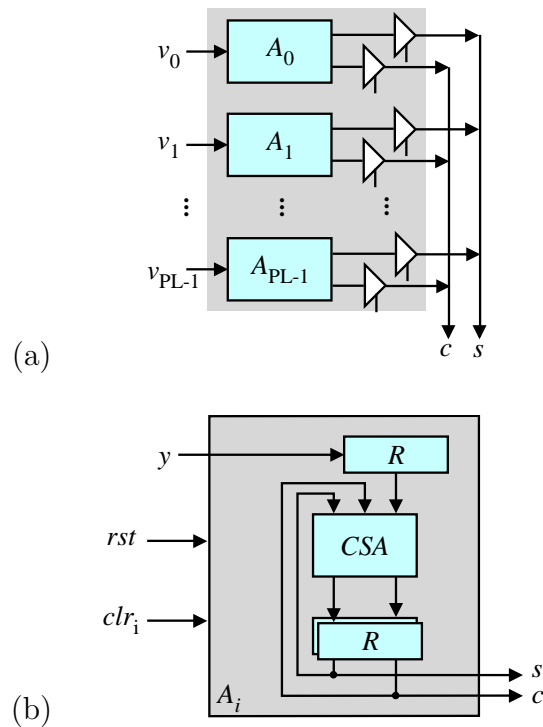 v0 A0
v1 A1
vPL-1 APL-1
c s
(a)
y R
rst CSA
clri
R
s
c
Ai
(b)